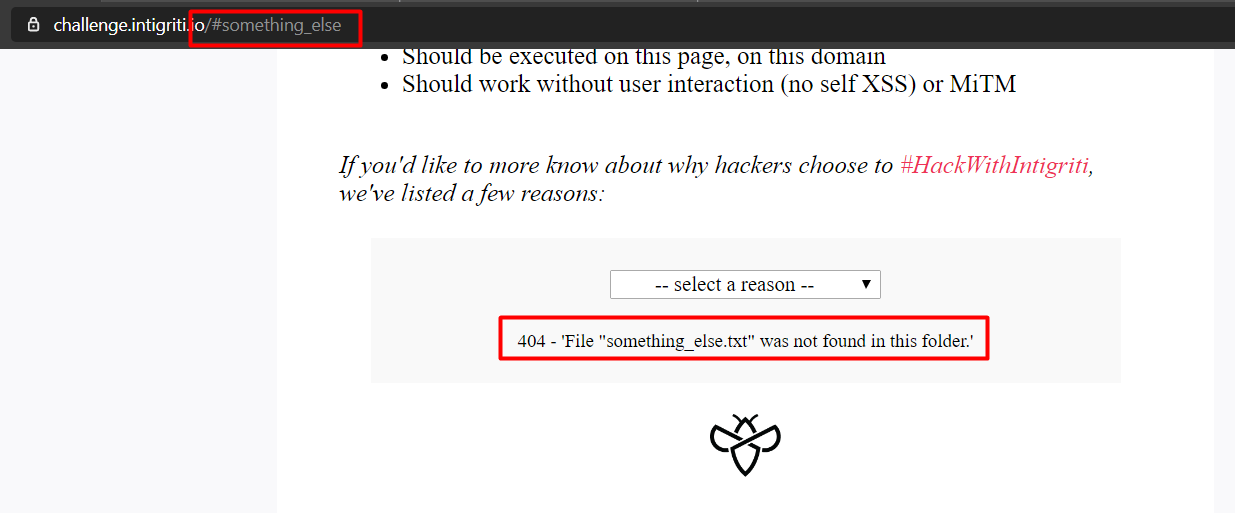 challenge.intigriti.io/#something_else
Should be executed on this page, on this domain
Should work without user interaction (no self XSS) or MiTM
If you'd like to more know about why hackers choose to #HackWithIntigriti,
we've listed a few reasons:
-- select a reason --
404 - 'File "something_else.txt" was not found in this folder.'